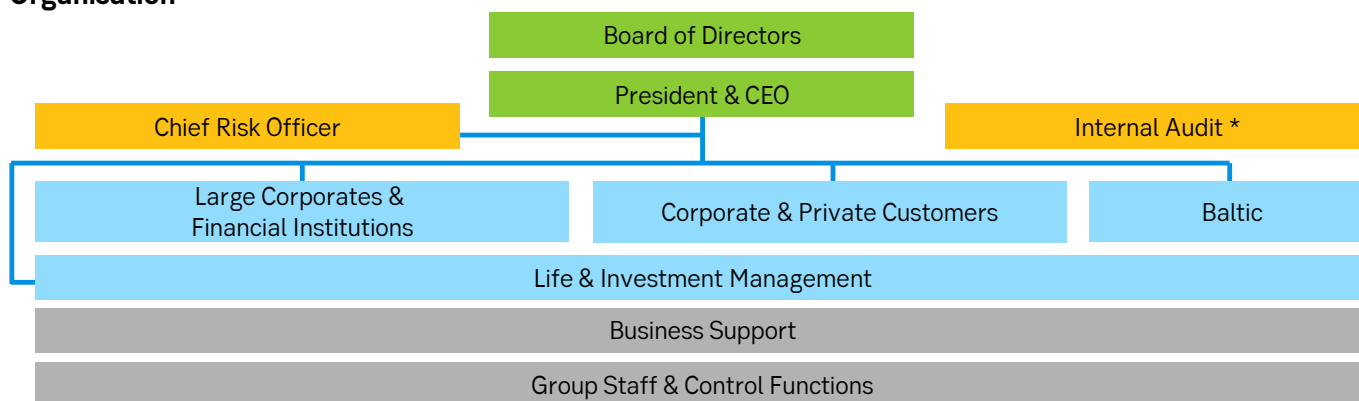 Organisation
Board of Directors
President & CEO
Chief Risk Officer
Internal Audit *
Large Corporates &
Financial Institutions
Corporate & Private Customers
Baltic
Life & Investment Management
Business Support
Group Staff & Control Functions